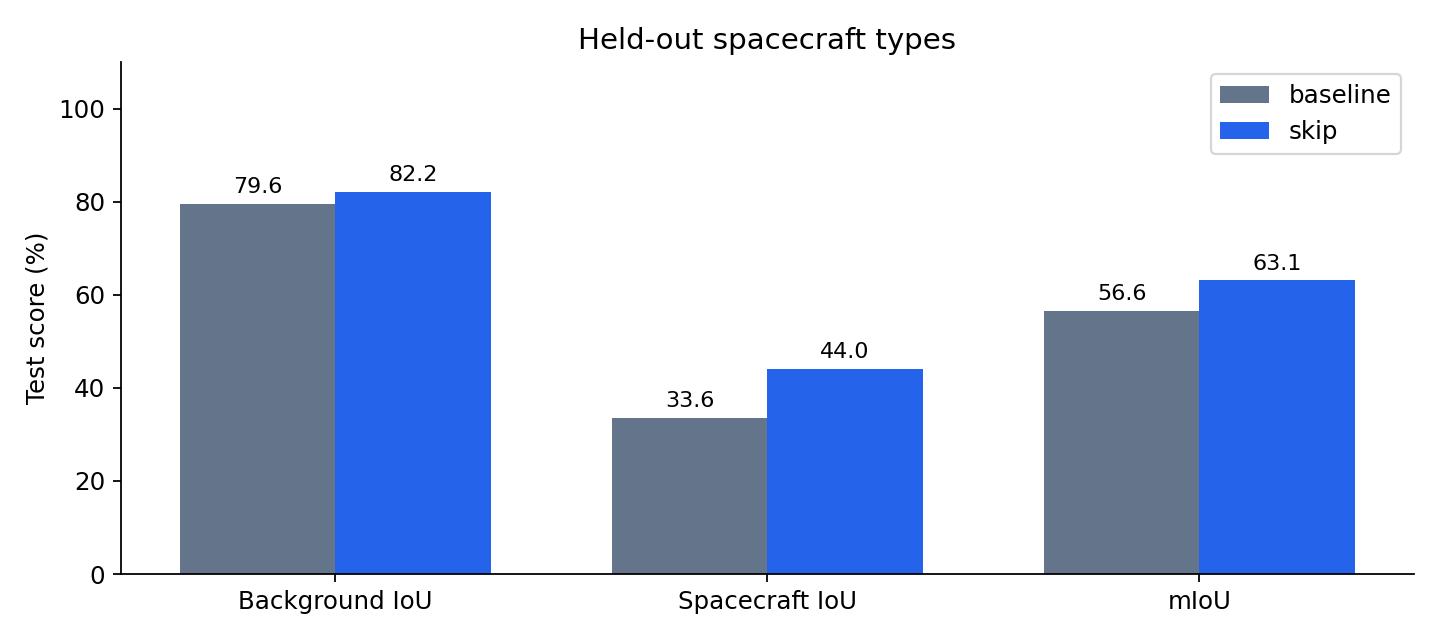 Held-out spacecraft types
baseline
skip
Test score (%)
100
80
60
40
20
0
79.6
82.2
33.6
44.0
56.6
63.1
Background IoU
Spacecraft IoU
mIoU